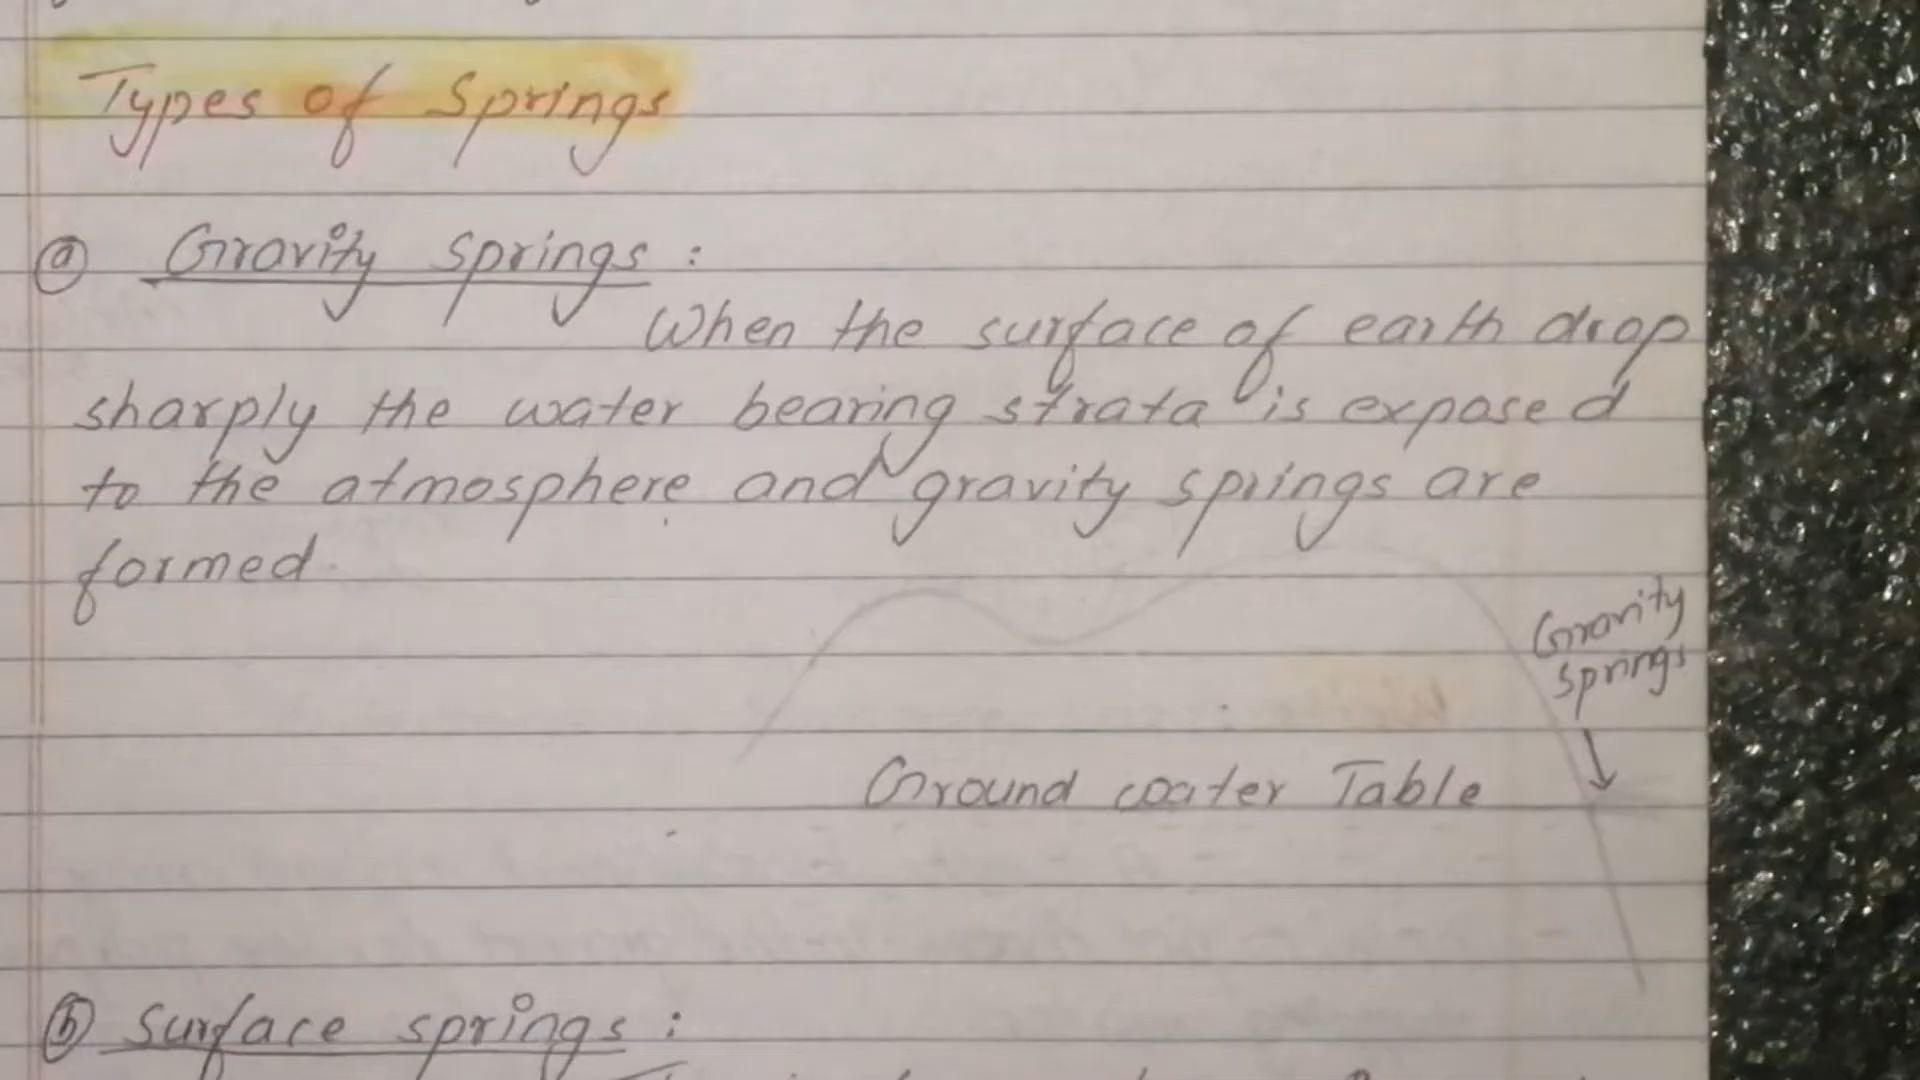 Types of Springs
(a) Gravity Springs :
When the surface of earth drop
sharply the water bearing strata is exposed
to the atmosphere and gravity springs are
formed.
Gravity
Springs
Ground water Table
(b) Surface springs :